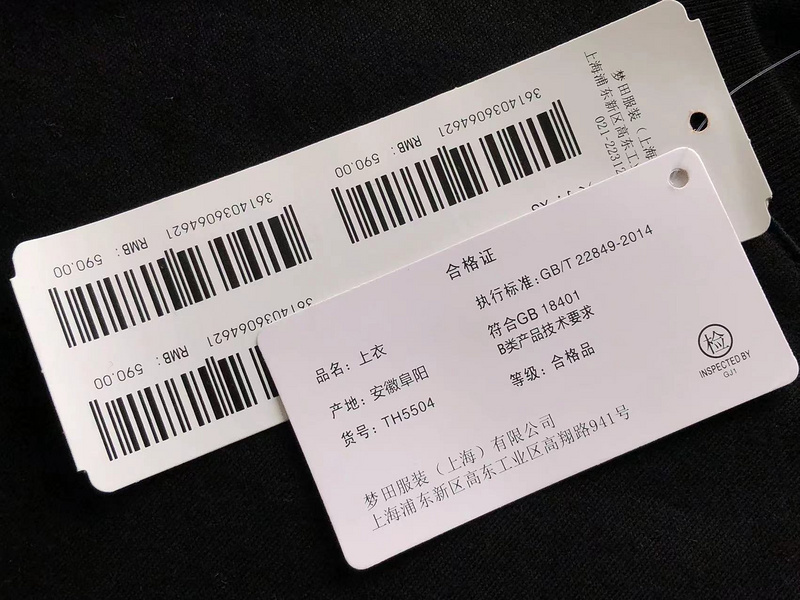 合格证
品名：上衣
产地：安徽阜阳
货号：TH5504
执行标准：GB/T 22849-2014
符合GB 18401
B类产品技术要求
等级：合格品
检
INSPECTED BY
GJ1
梦田服装（上海）有限公司
上海浦东新区高东工业区高翔路941号
梦田服装（上海
上海浦东新区高东工
021-2231
3614036064621
RMB：590.00
3614036064621
RMB：590.00
3614036064621
RMB：590.00